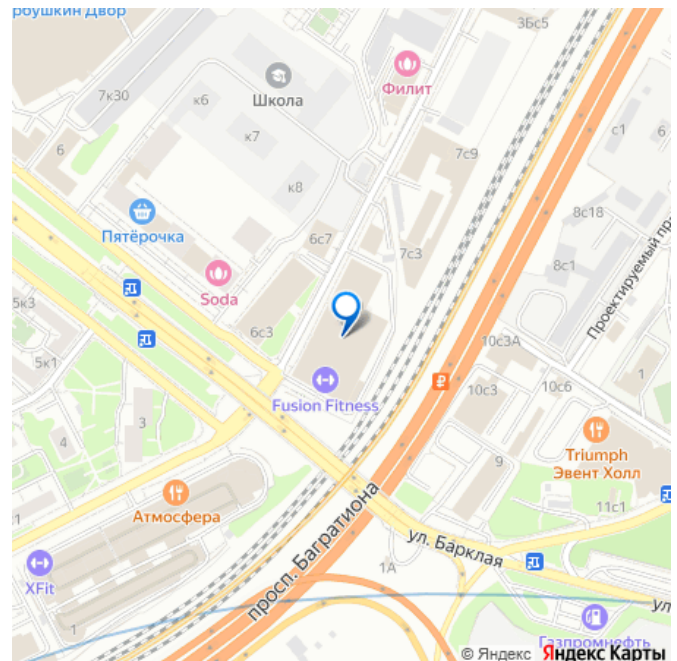 рбушкин Двор
3Бс5
Филит
Школа
к6
7к30
к7
6
7с9
с1
6
к8
8с18
Пятёрочка
6с7
7с3
8с1
Проектируемый пр
Soda
5к3
6с3
10с3А
5к1
1
10с3
10с6
Fusion Fitness
3
4
Triumph
Эвент Холл
9
11с1
1
Атмосфера
просп. Багратиона
ул. Барклая
1А
XFit
ул
1
Газпромнефть
© Яндекс Яндекс Карты